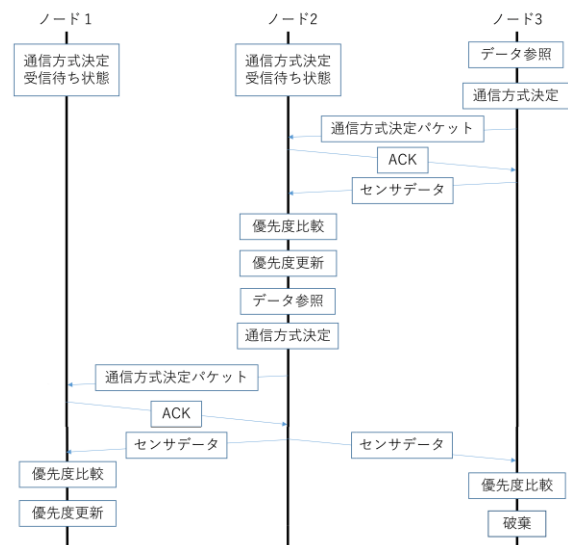 ノード1
ノード2
ノード3
通信方式決定
受信待ち状態
通信方式決定
受信待ち状態
データ参照
通信方式決定
通信方式決定パケット
ACK
センサデータ
優先度比較
優先度更新
データ参照
通信方式決定
通信方式決定パケット
ACK
センサデータ
センサデータ
優先度比較
優先度更新
優先度比較
破棄